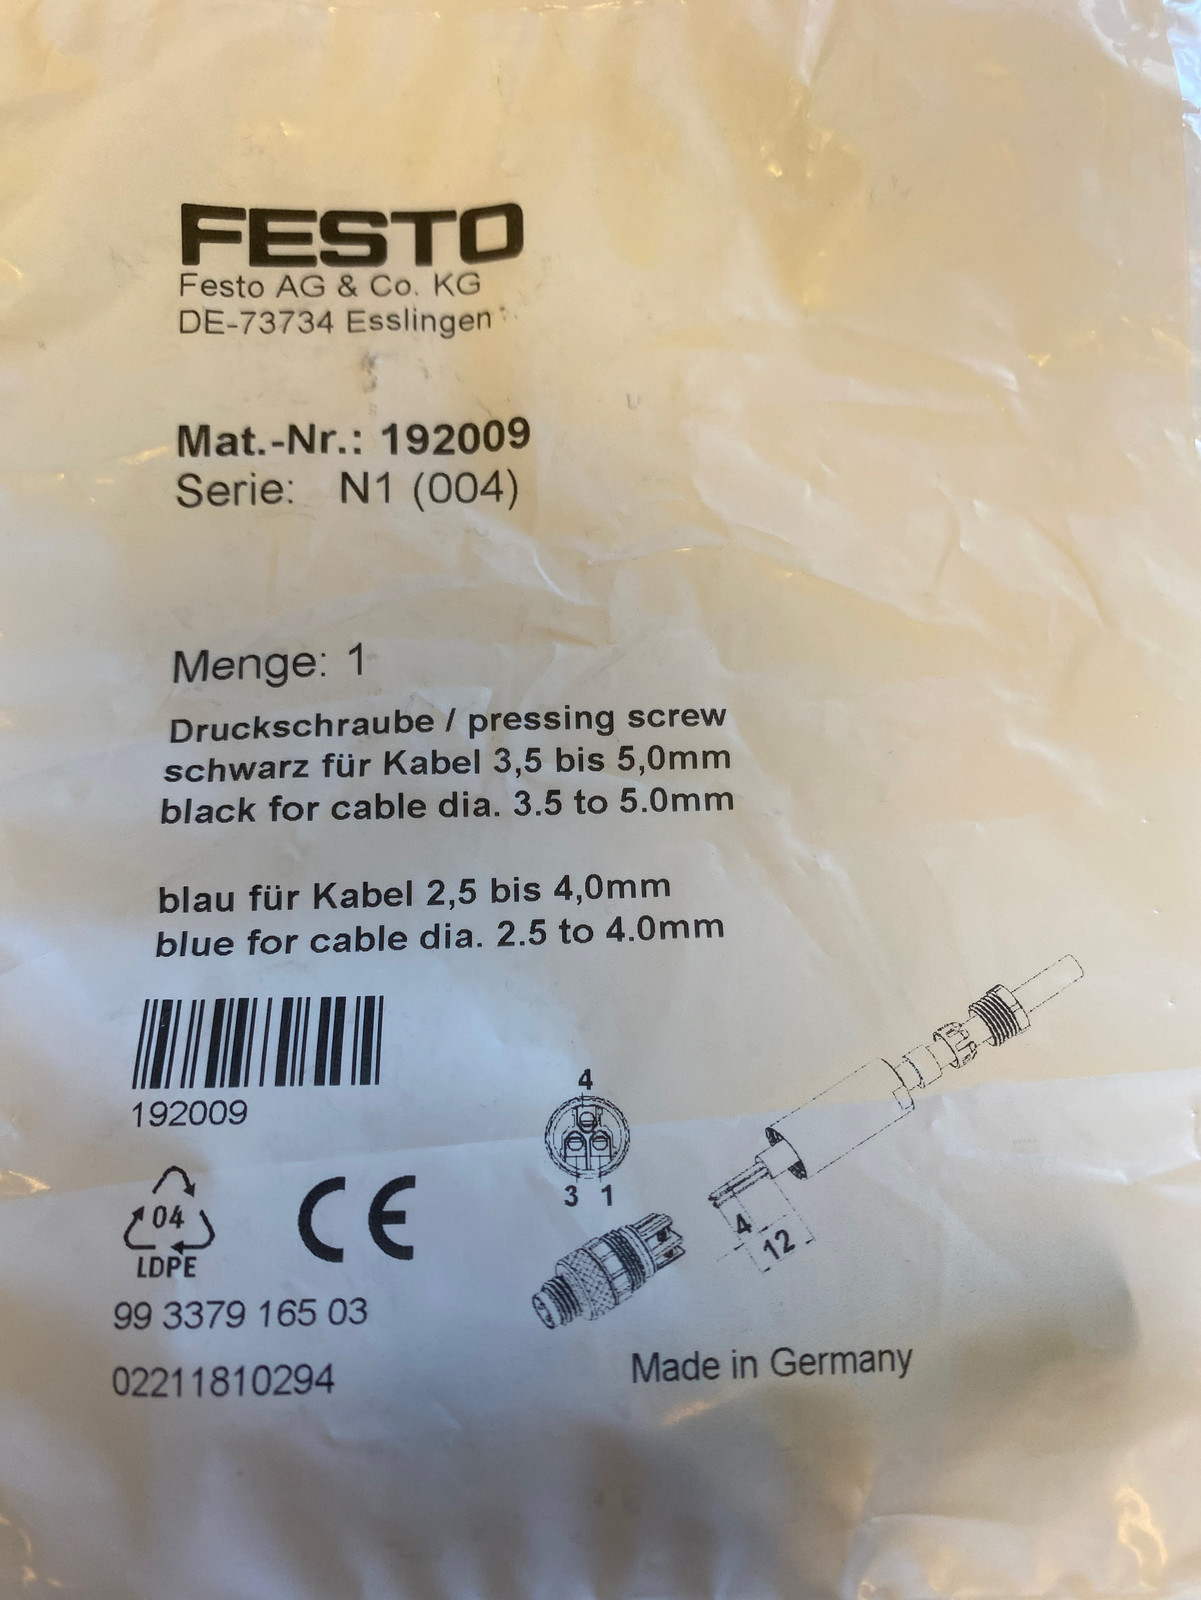 FESTO
Festo AG & Co. KG
DE-73734 Esslingen
Mat.-Nr.: 192009
Serie: N1 (004)
Menge: 1
Druckschraube / pressing screw
schwarz für Kabel 3,5 bis 5,0mm
black for cable dia. 3.5 to 5.0mm
blau für Kabel 2,5 bis 4,0mm
blue for cable dia. 2.5 to 4.0mm
192009
4
3 1
4
12
04
LDPE
CE
99 3379 165 03
02211810294
Made in Germany